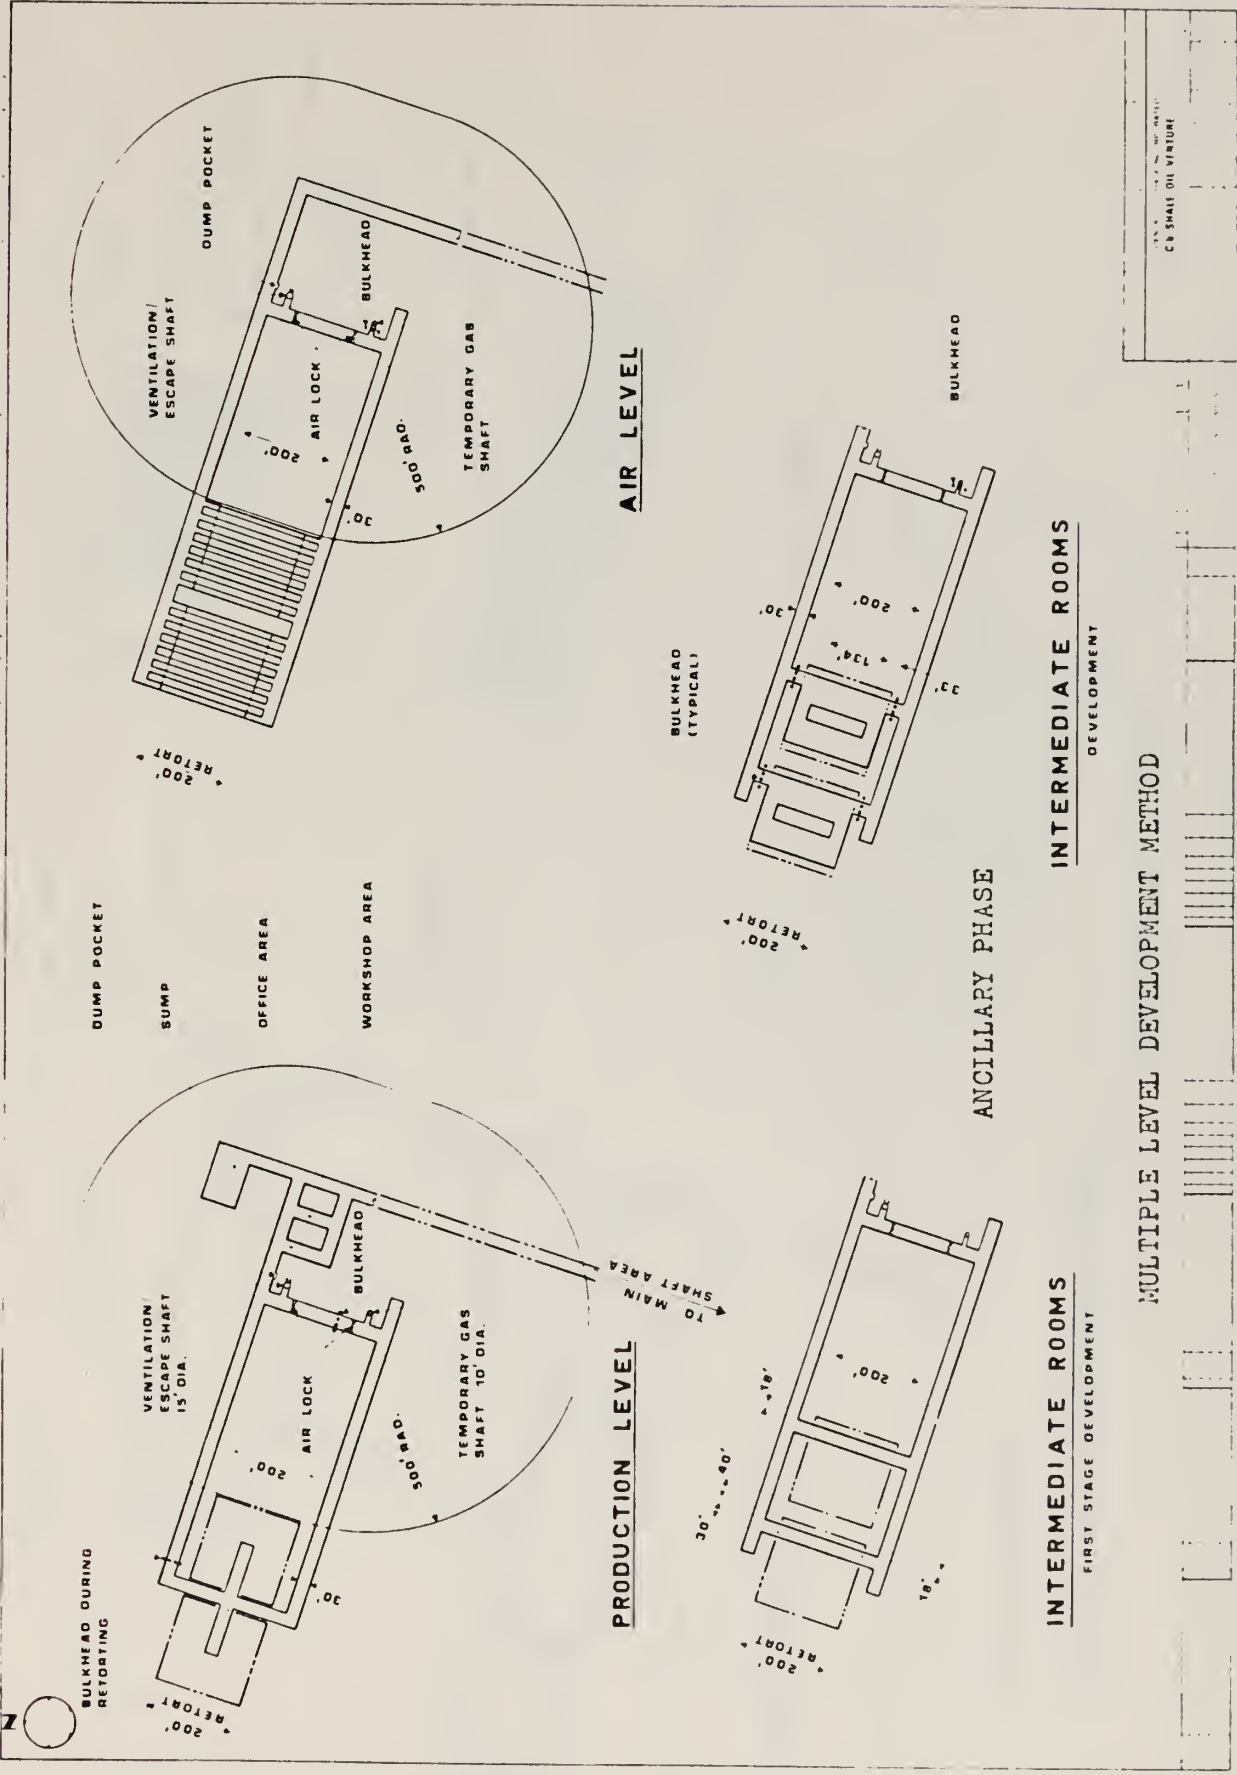 N
BULKHEAD DURING
RETORTING
200'
RETORT
VENTILATION/
ESCAPE SHAFT
15' DIA.
AIR LOCK
200'
30'
500' RAD.
BULKHEAD
TEMPORARY GAS
SHAFT 10' DIA.
TO MAIN
SHAFT AREA
PRODUCTION LEVEL
DUMP POCKET
SUMP
OFFICE AREA
WORKSHOP AREA
200'
RETORT
VENTILATION/
ESCAPE SHAFT
DUMP POCKET
AIR LOCK
200'
30'
500' RAD.
BULKHEAD
TEMPORARY GAS
SHAFT
AIR LEVEL
200'
RETORT
30'
40'
18'
18'
200'
INTERMEDIATE ROOMS
FIRST STAGE DEVELOPMENT
BULKHEAD
(TYPICAL)
200'
RETORT
30'
200'
134'
33'
BULKHEAD
INTERMEDIATE ROOMS
DEVELOPMENT
ANCILLARY PHASE
MULTIPLE LEVEL DEVELOPMENT METHOD
C b SHALE OIL VENTURE